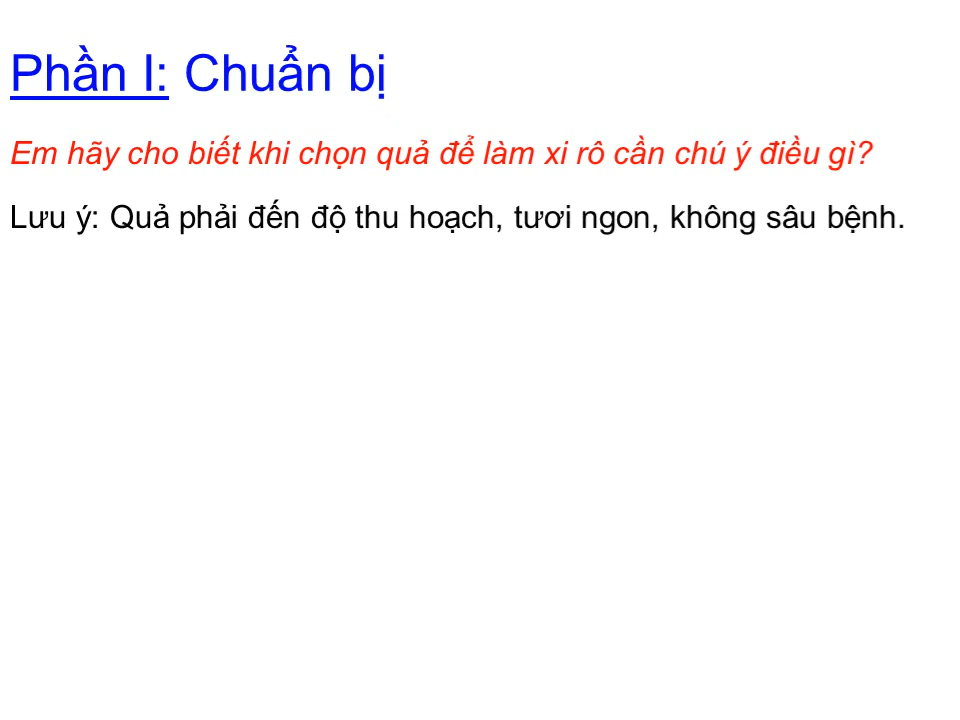 Phần I: Chuẩn bị
Em hãy cho biết khi chọn quả để làm xi rô cần chú ý điều gì?
Lưu ý: Quả phải đến độ thu hoạch, tươi ngon, không sâu bệnh.